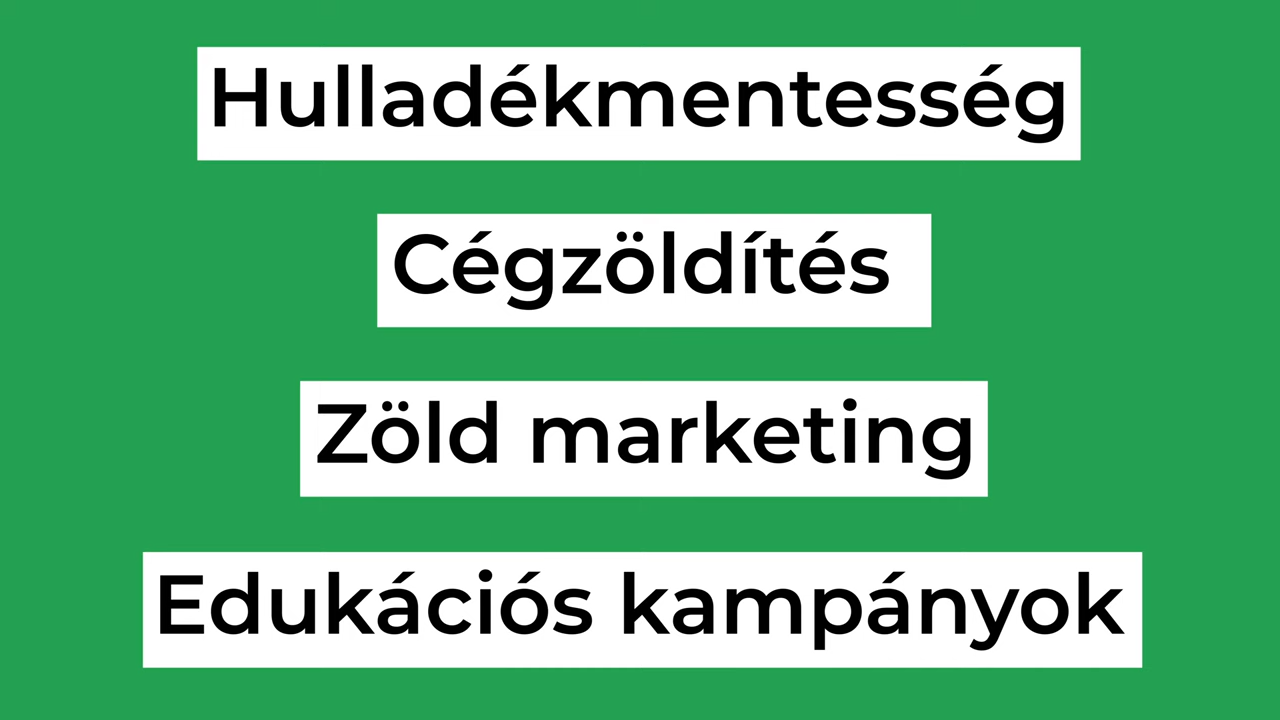 Hulladékmentesség
Cégzöldítés
Zöld marketing
Edukációs kampányok